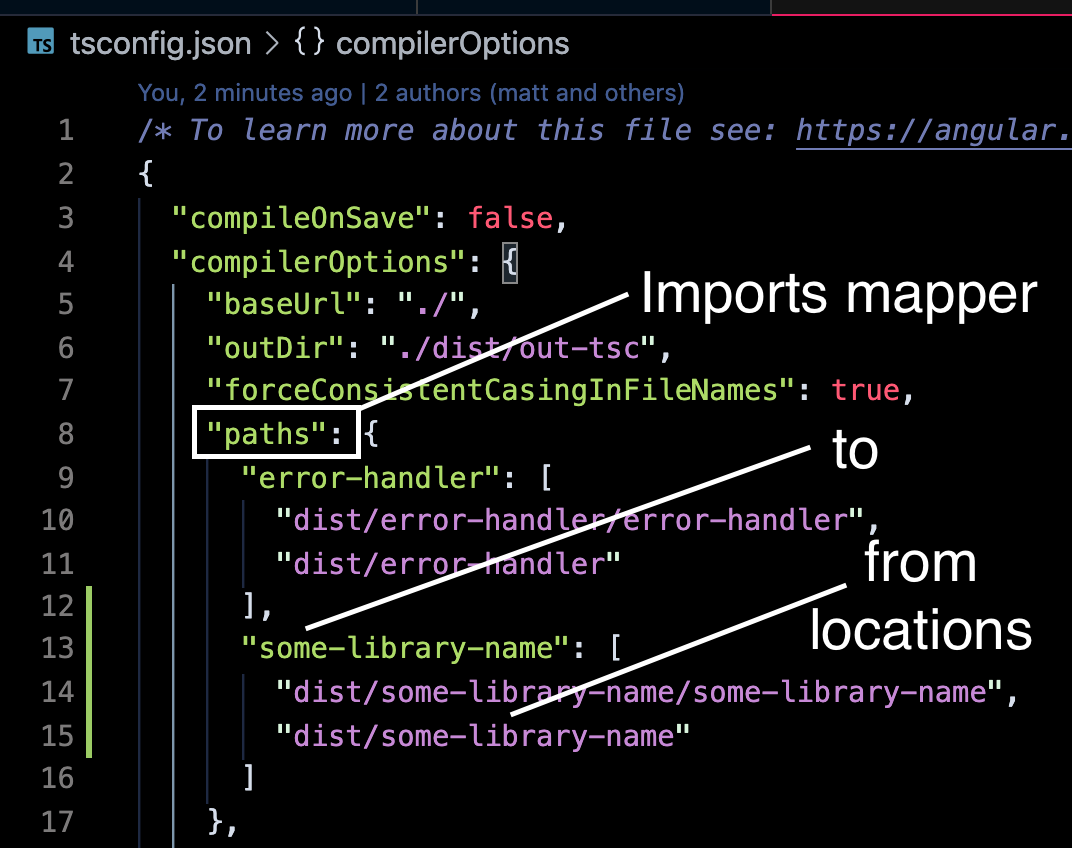 TS tsconfig.json > {} compilerOptions
You, 2 minutes ago | 2 authors (matt and others)
1 /* To learn more about this file see: https://angular.
2 {
3 "compileOnSave": false,
4 "compilerOptions": {
Imports mapper
5 "baseUrl": "./",
6 "outDir": "./dist/out-tsc",
7 "forceConsistentCasingInFileNames": true,
8 "paths": {
to
9 "error-handler": [
10 "dist/error-handler/error-handler",
11 "dist/error-handler"
from
12 ],
locations
13 "some-library-name": [
14 "dist/some-library-name/some-library-name",
15 "dist/some-library-name"
16 ]
17 },